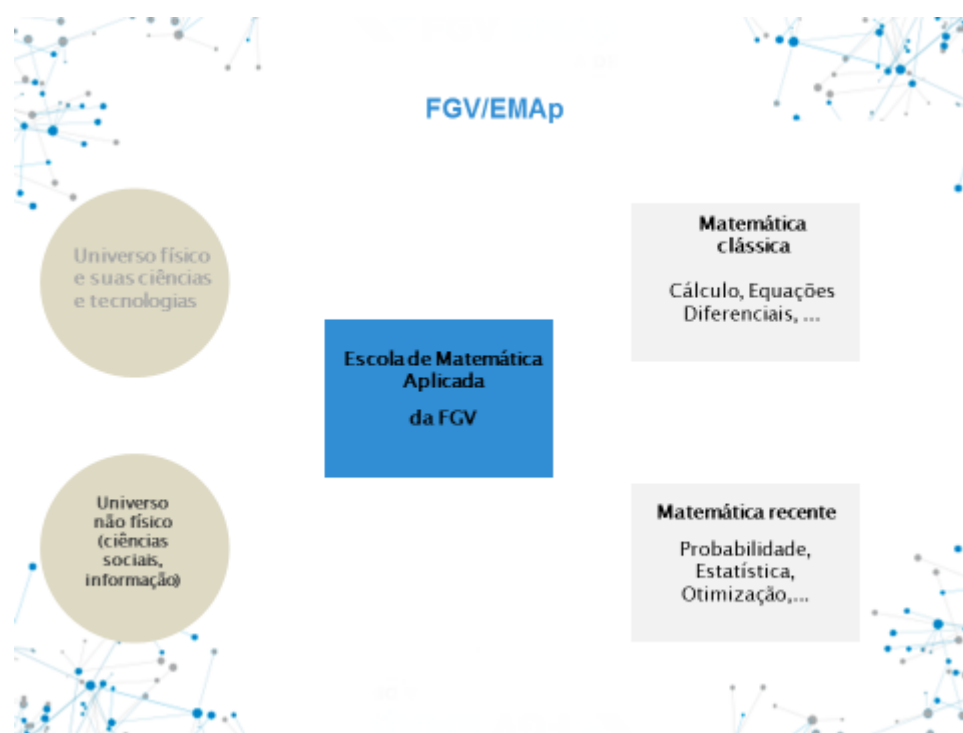 FGV/EMAp
Universo físico
e suas ciências
e tecnologias
Universo
não físico
(ciências
sociais,
informação)
Escola de Matemática
Aplicada
da FGV
Matemática
clássica
Cálculo, Equações
Diferenciais, ...
Matemática recente
Probabilidade,
Estatística,
Otimização,...